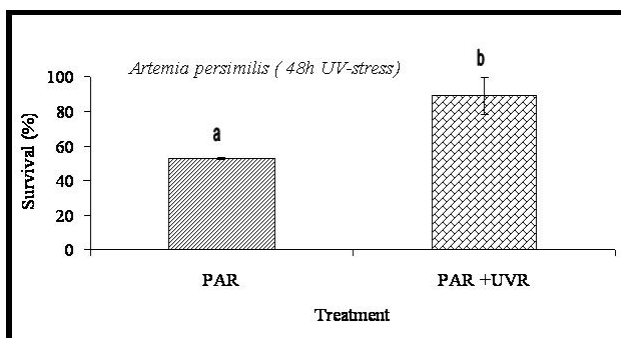 Artemia persimilis ( 48h UV-stress)
b
a
Survival (%)
100
80
60
40
20
0
PAR
PAR +UVR
Treatment